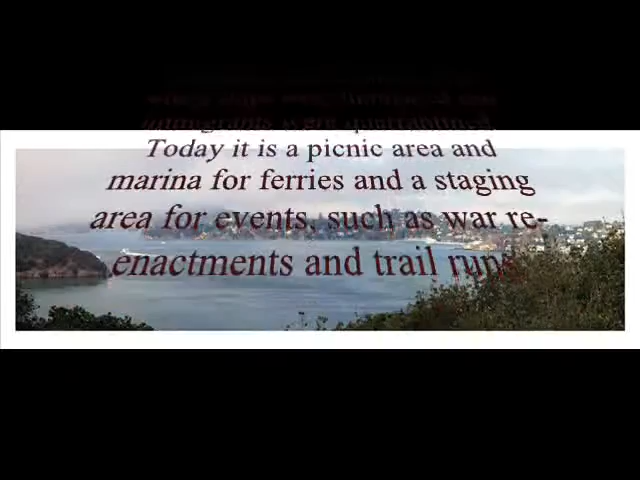 immigrants were quarantined.
Today it is a picnic area and
marina for ferries and a staging
area for events, such as war re-
enactments and trail runs.